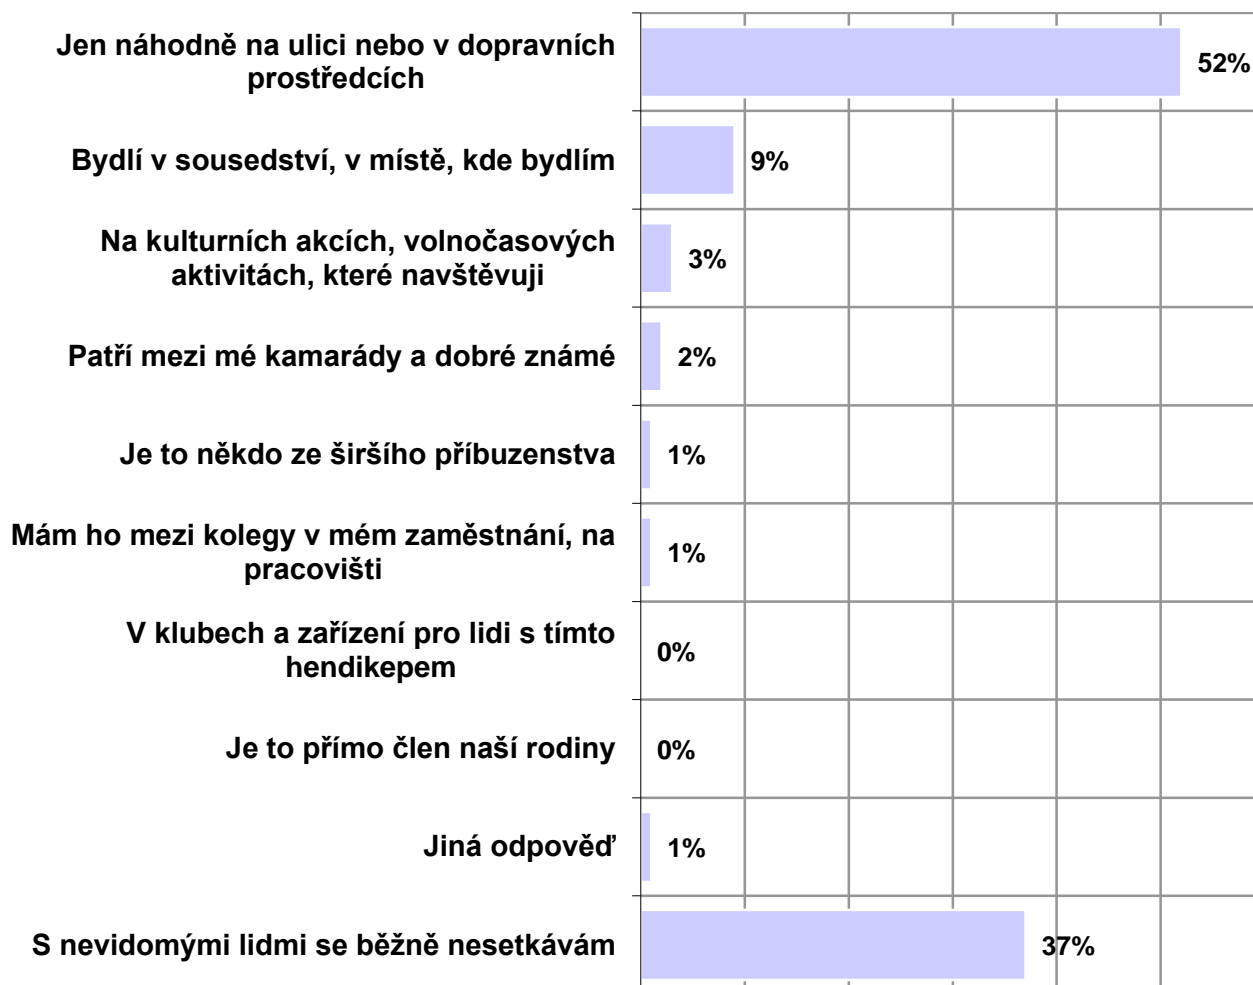 Jen náhodně na ulici nebo v dopravních
prostředcích
52%
Bydlí v sousedství, v místě, kde bydlím
9%
Na kulturních akcích, volnočasových
aktivitách, které navštěvuji
3%
Patří mezi mé kamarády a dobré známé
2%
Je to někdo ze širšího příbuzenstva
1%
Mám ho mezi kolegy v mém zaměstnání, na
pracovišti
1%
V klubech a zařízení pro lidi s tímto
hendikepem
0%
Je to přímo člen naší rodiny
0%
Jiná odpověď
1%
S nevidomými lidmi se běžně nesetkávám
37%